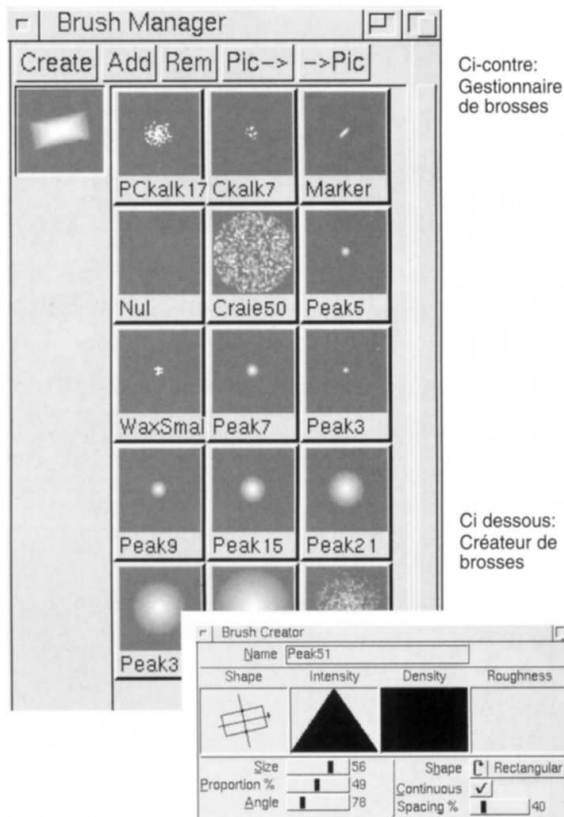 Brush Manager
Create Add Rem Pic-> ->Pic
Ci-contre:
Gestionnaire
de brosses
PCkalk17 Ckalk7 Marker
Nul Craie50 Peak5
WaxSmal Peak7 Peak3
Peak9 Peak15 Peak21
Ci dessous:
Créateur de
brosses
Peak3
Brush Creator
Name Peak51
Shape Intensity Density Roughness
Size 56 Shape Rectangular
Proportion % 49 Continuous
Angle 78 Spacing % 40